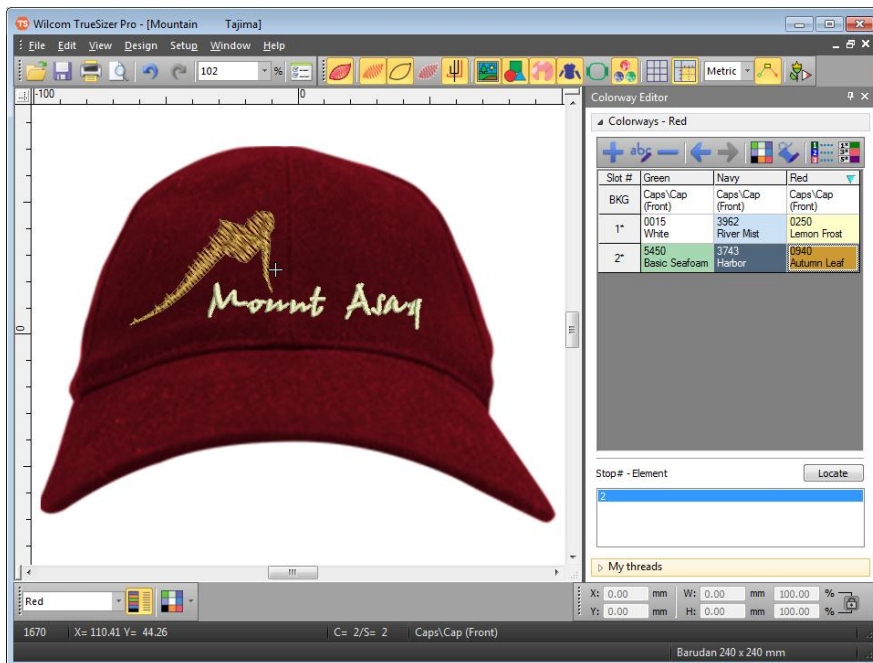 Wilcom TrueSizer Pro - [Mountain Tajima]
File Edit View Design Setup Window Help
102 % Metric
-100 0
Colorway Editor
Colorways - Red
abc
Slot # Green Navy Red
BKG Caps\Cap (Front) Caps\Cap (Front) Caps\Cap (Front)
1* 0015 White 3962 River Mist 0250 Lemon Frost
2* 5450 Basic Seafoam 3743 Harbor 0940 Autumn Leaf
0
Mount Asay
Stop# - Element Locate
2
My threads
Red
X: 0.00 mm W: 0.00 mm 100.00 %
Y: 0.00 mm H: 0.00 mm 100.00 %
1670 X= 110.41 Y= 44.26 C= 2/S= 2 Caps\Cap (Front)
Barudan 240 x 240 mm